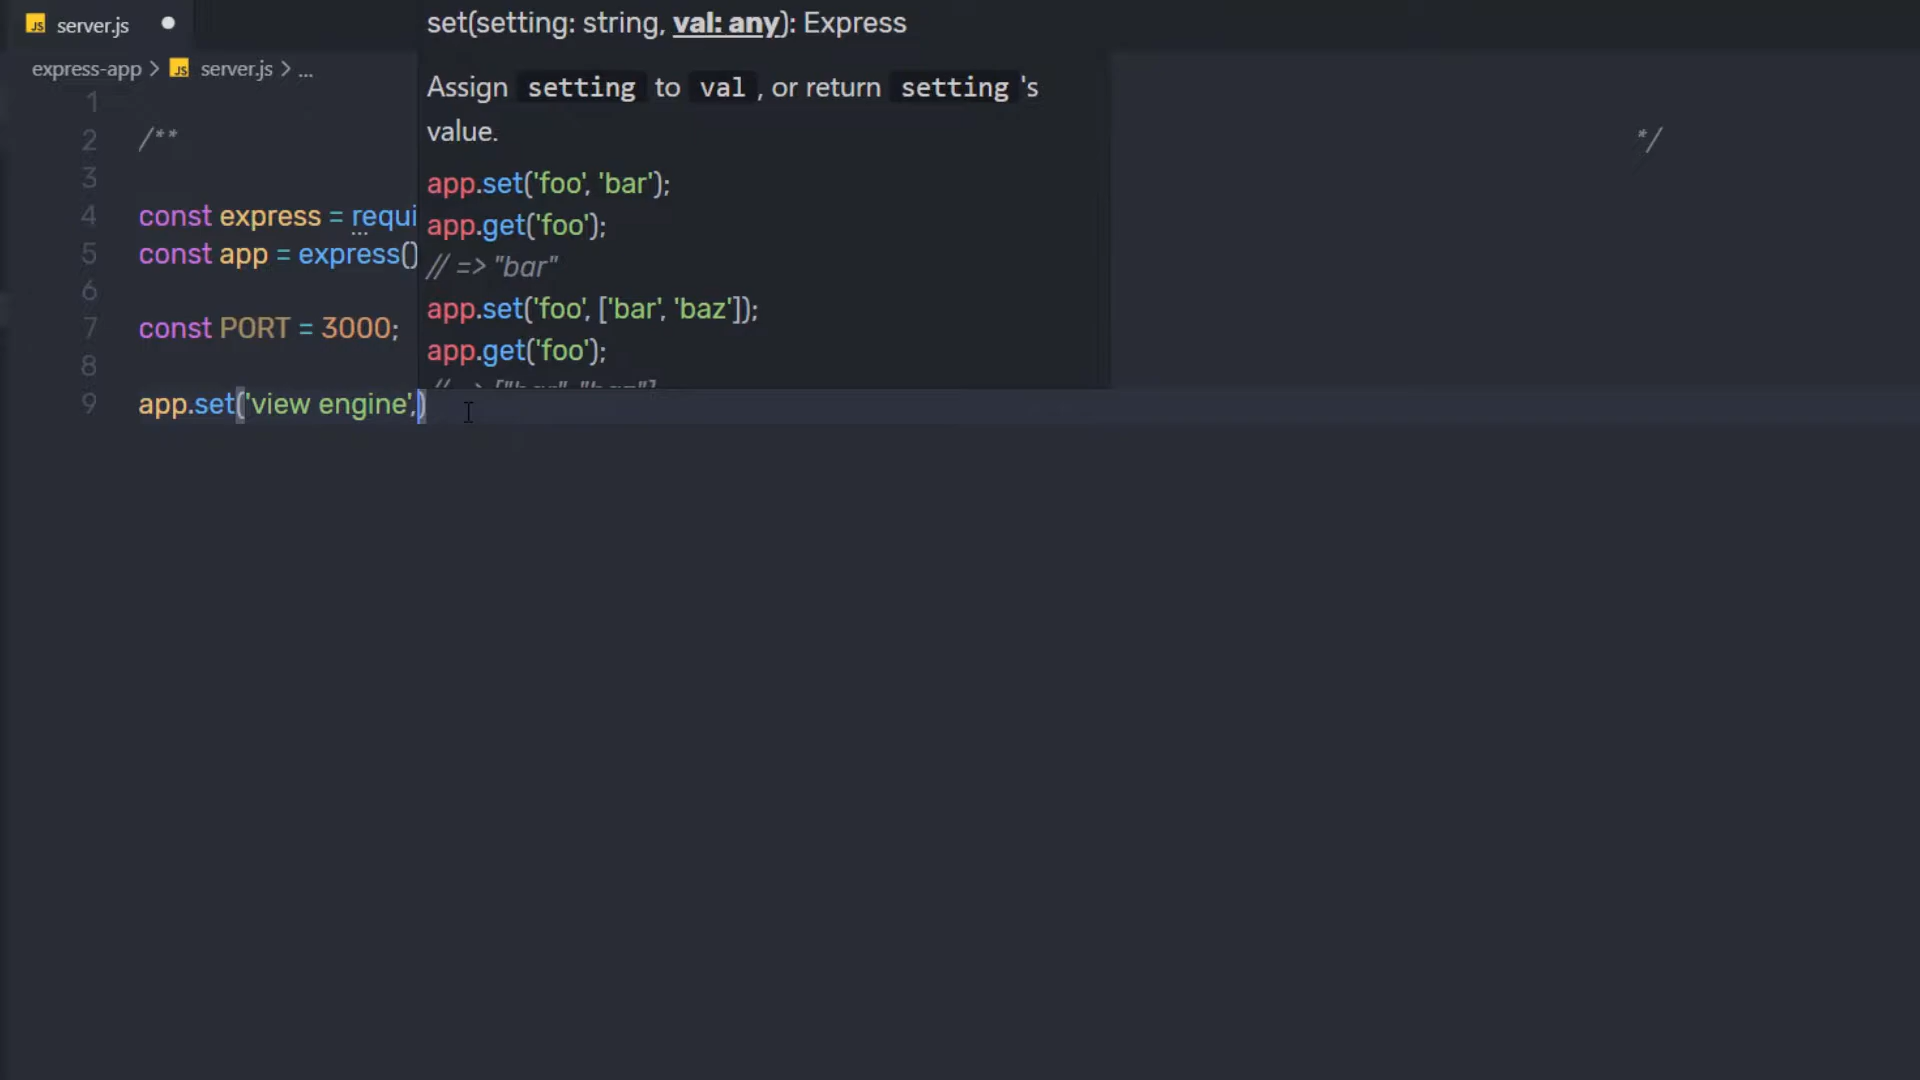 server.js
express-app > server.js > ...
set(setting: string, val: any): Express
Assign setting to val , or return setting 's
value.
app.set('foo', 'bar');
app.get('foo');
// => "bar"
app.set('foo', ['bar', 'baz']);
app.get('foo');
// => ["bar", "baz"]
1
2 /** */
3
4 const express = requi
5 const app = express()
6
7 const PORT = 3000;
8
9 app.set('view engine',)